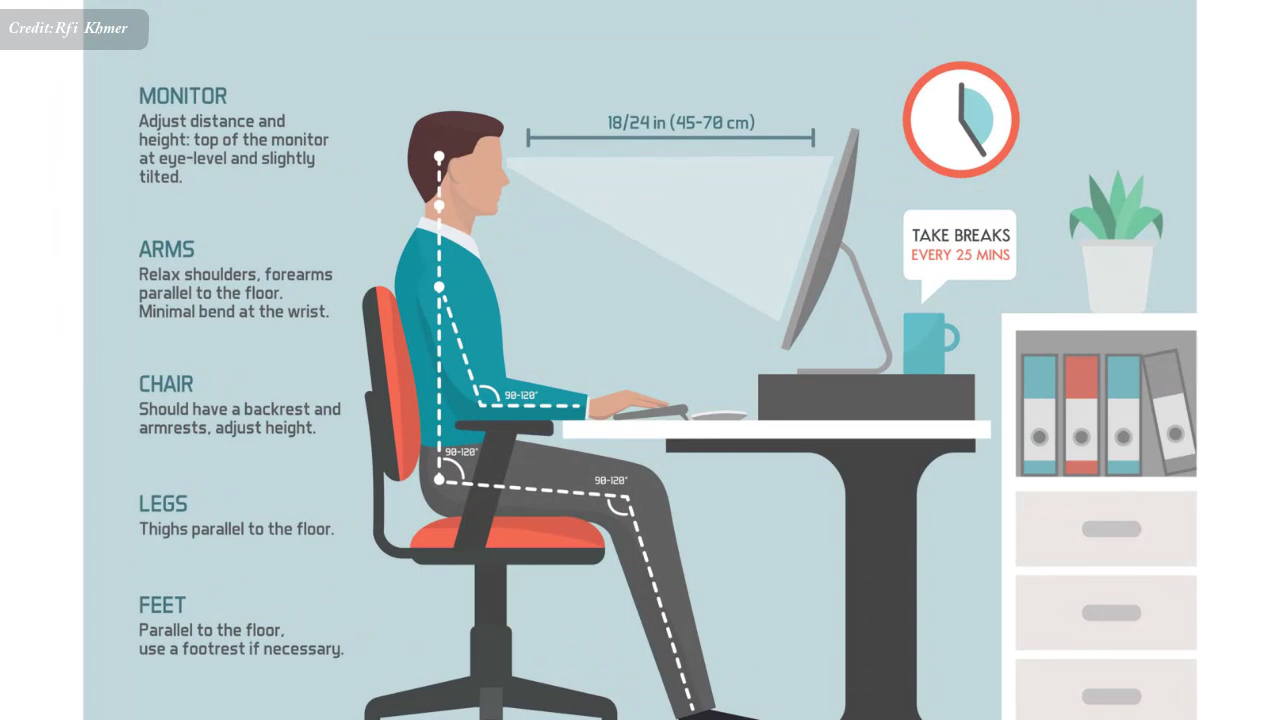 Credit:Rfi Khmer
MONITOR
Adjust distance and
height: top of the monitor
at eye-level and slightly
tilted.
ARMS
Relax shoulders, forearms
parallel to the floor.
Minimal bend at the wrist.
CHAIR
Should have a backrest and
armrests, adjust height.
LEGS
Thighs parallel to the floor.
FEET
Parallel to the floor,
use a footrest if necessary.
18/24 in (45-70 cm)
90-120°
90-120°
90-120°
TAKE BREAKS
EVERY 25 MINS